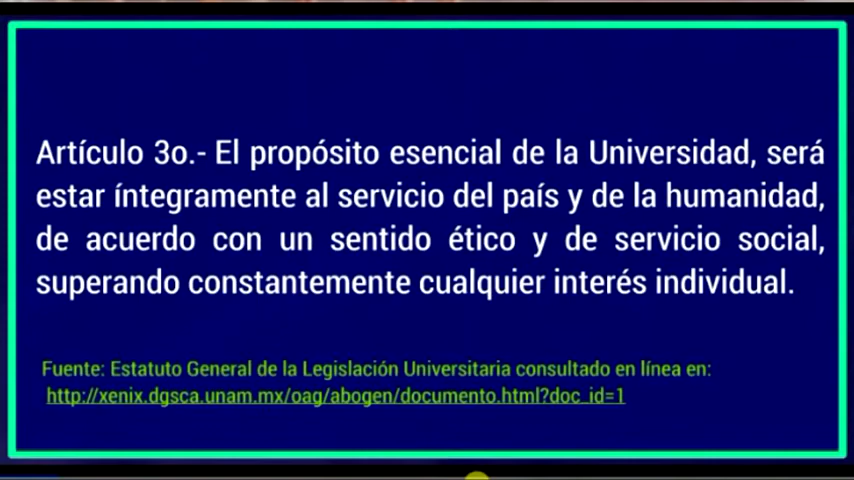 Artículo 3o.- El propósito esencial de la Universidad, será
estar íntegramente al servicio del país y de la humanidad,
de acuerdo con un sentido ético y de servicio social,
superando constantemente cualquier interés individual.
Fuente: Estatuto General de la Legislación Universitaria consultado en línea en:
http://xenix.dgsca.unam.mx/oag/abogen/documento.html?doc_id=1